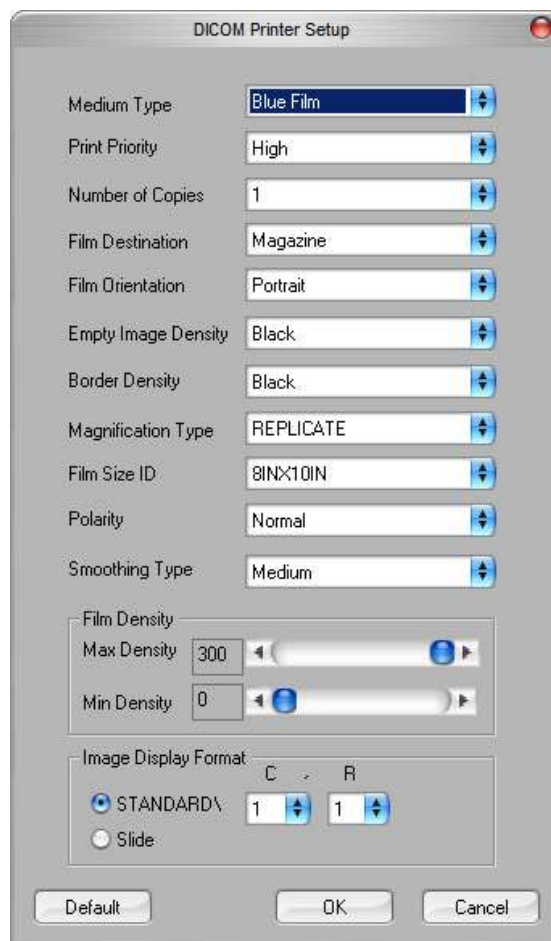 DICOM Printer Setup
Medium Type Blue Film
Print Priority High
Number of Copies 1
Film Destination Magazine
Film Orientation Portrait
Empty Image Density Black
Border Density Black
Magnification Type REPLICATE
Film Size ID 8INX10IN
Polarity Normal
Smoothing Type Medium
Film Density
Max Density 300
Min Density 0
Image Display Format
C , R
STANDARD\ 1 1
Slide
Default OK Cancel